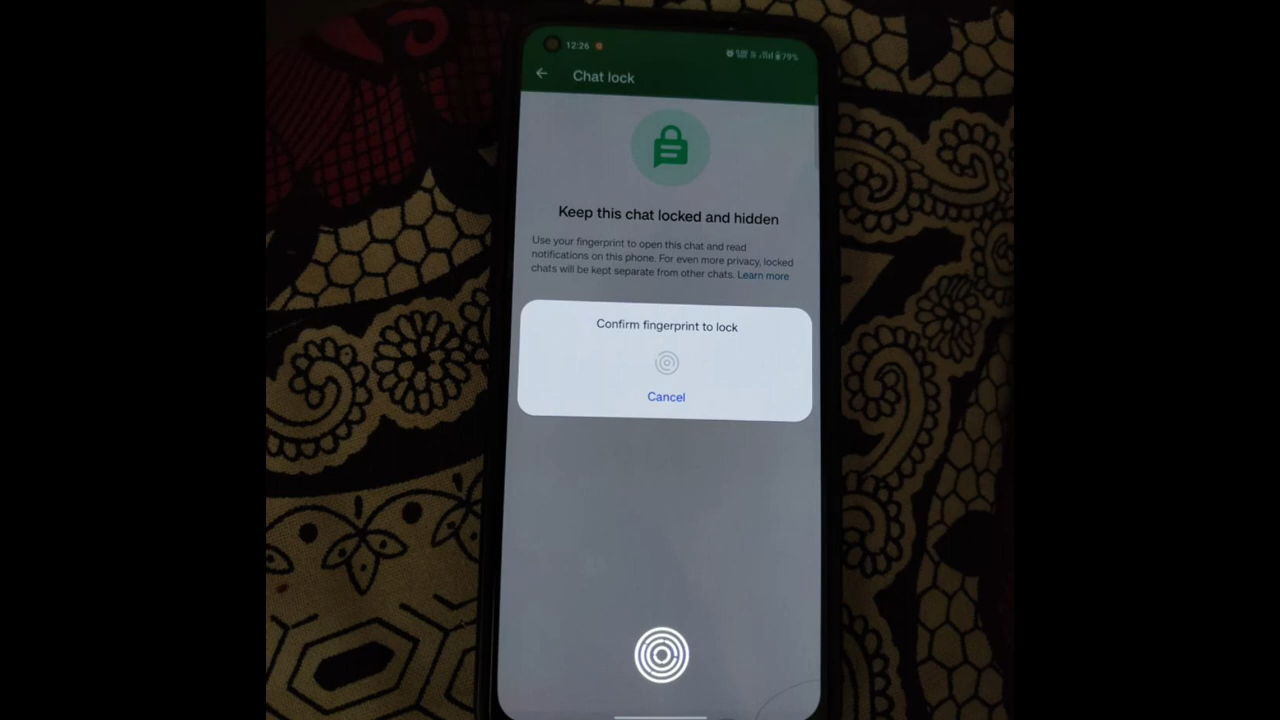 12:26
79%
Chat lock
Keep this chat locked and hidden
Use your fingerprint to open this chat and read
notifications on this phone. For even more privacy, locked
chats will be kept separate from other chats. Learn more
Confirm fingerprint to lock
Cancel